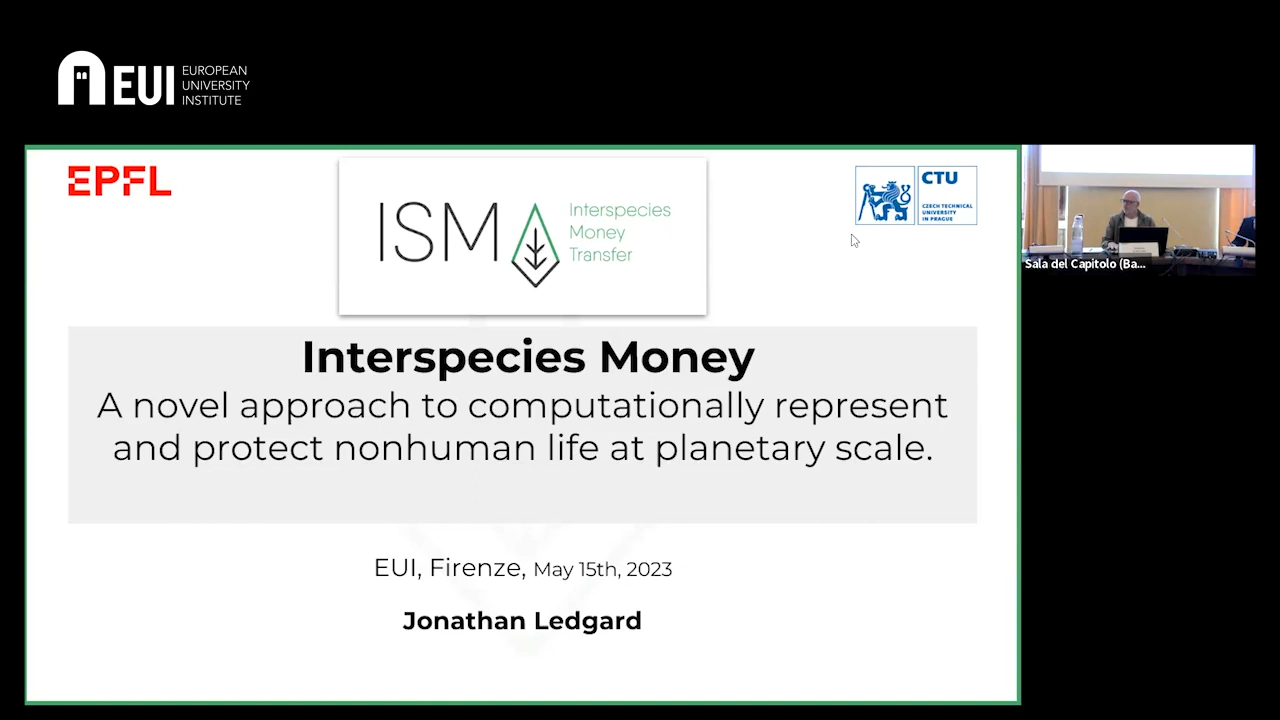 EUI
EUROPEAN
UNIVERSITY
INSTITUTE
EPFL
ISM
Interspecies
Money
Transfer
CTU
CZECH TECHNICAL
UNIVERSITY
IN PRAGUE
Sala del Capitolo (Ba...
Interspecies Money
A novel approach to computationally represent
and protect nonhuman life at planetary scale.
EUI, Firenze, May 15th, 2023
Jonathan Ledgard